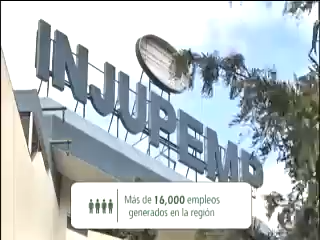 INJUPEMP
Más de 16,000 empleos
generados en la región